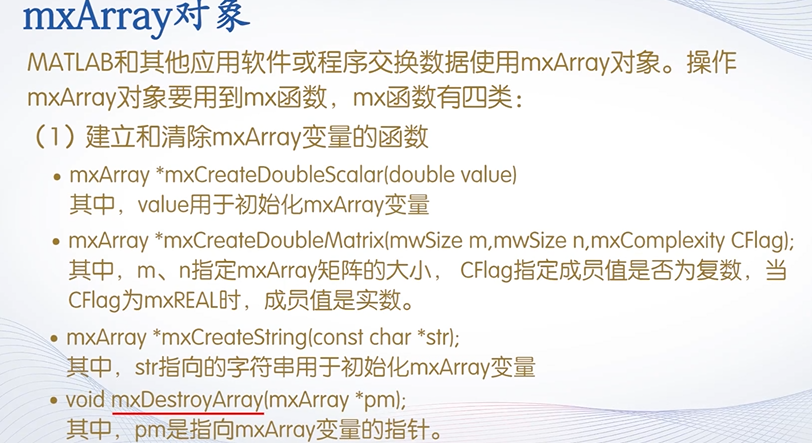 mxArray对象
MATLAB和其他应用软件或程序交换数据使用mxArray对象。操作
mxArray对象要用到mx函数，mx函数有四类：
（1）建立和清除mxArray变量的函数
• mxArray *mxCreateDoubleScalar(double value)
其中，value用于初始化mxArray变量
• mxArray *mxCreateDoubleMatrix(mwSize m,mwSize n,mxComplexity CFlag);
其中，m、n指定mxArray矩阵的大小， CFlag指定成员值是否为复数，当
CFlag为mxREAL时，成员值是实数。
• mxArray *mxCreateString(const char *str);
其中，str指向的字符串用于初始化mxArray变量
• void mxDestroyArray(mxArray *pm);
其中，pm是指向mxArray变量的指针。